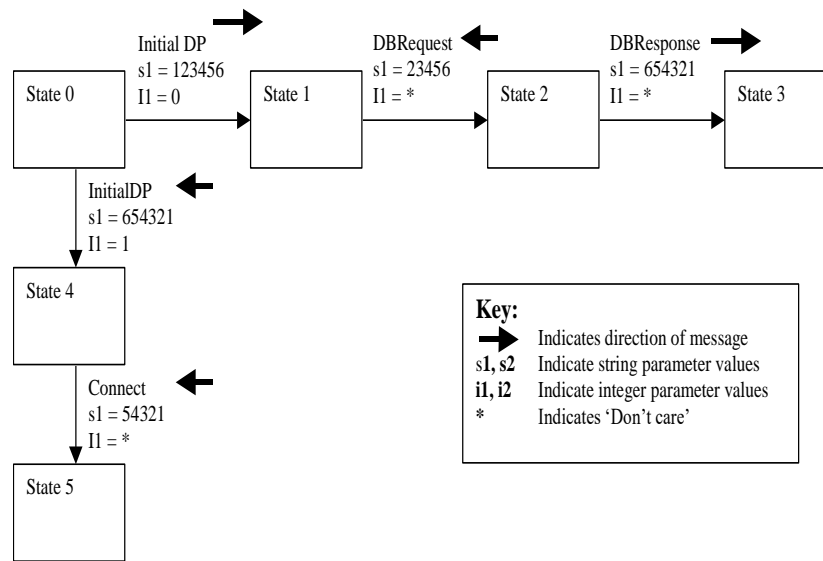 Initial DP
s1 = 123456
I1 = 0
DBRequest
s1 = 23456
I1 = *
DBResponse
s1 = 654321
I1 = *
State 0
State 1
State 2
State 3
InitialDP
s1 = 654321
I1 = 1
State 4
Connect
s1 = 54321
I1 = *
State 5
Key:
Indicates direction of message
s1, s2 Indicate string parameter values
i1, i2 Indicate integer parameter values
* Indicates ‘Don’t care’